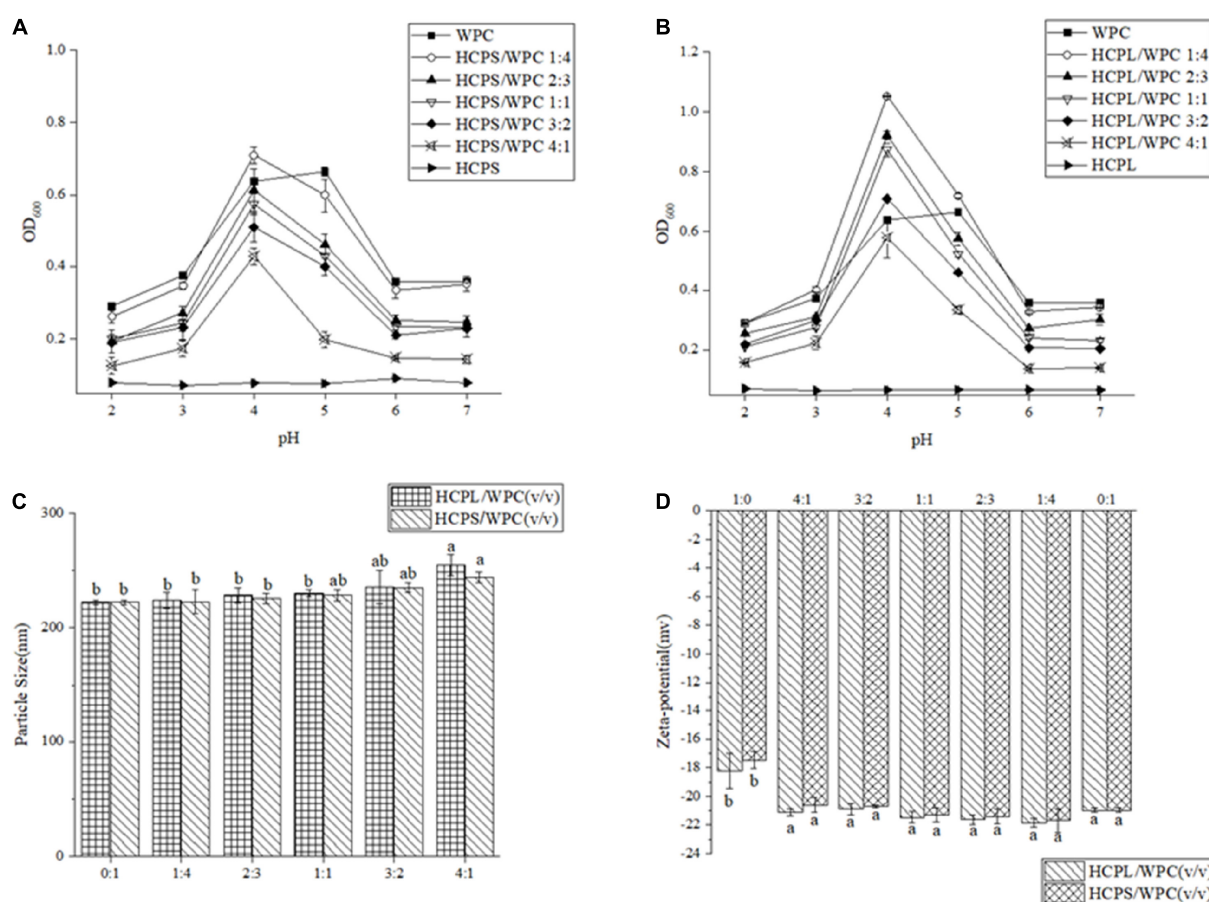 A
1.0
0.8
0.6
0.4
0.2
OD600
2 3 4 5 6 7
pH
WPC
HCPS/WPC 1:4
HCPS/WPC 2:3
HCPS/WPC 1:1
HCPS/WPC 3:2
HCPS/WPC 4:1
HCPS
B
1.2
1.0
0.8
0.6
0.4
0.2
OD600
2 3 4 5 6 7
pH
WPC
HCPL/WPC 1:4
HCPL/WPC 2:3
HCPL/WPC 1:1
HCPL/WPC 3:2
HCPL/WPC 4:1
HCPL
C
HCPL/WPC(v/v)
HCPS/WPC(v/v)
300
200
100
0
Particle Size(nm)
b b b b b b b ab ab ab a a
0:1 1:4 2:3 1:1 3:2 4:1
D
1:0 4:1 3:2 1:1 2:3 1:4 0:1
0
-2
-4
-6
-8
-10
-12
-14
-16
-18
-20
-22
-24
Zeta-potential(mv)
b b a a a a a a a a a a a a
HCPL/WPC(v/v)
HCPS/WPC(v/v)